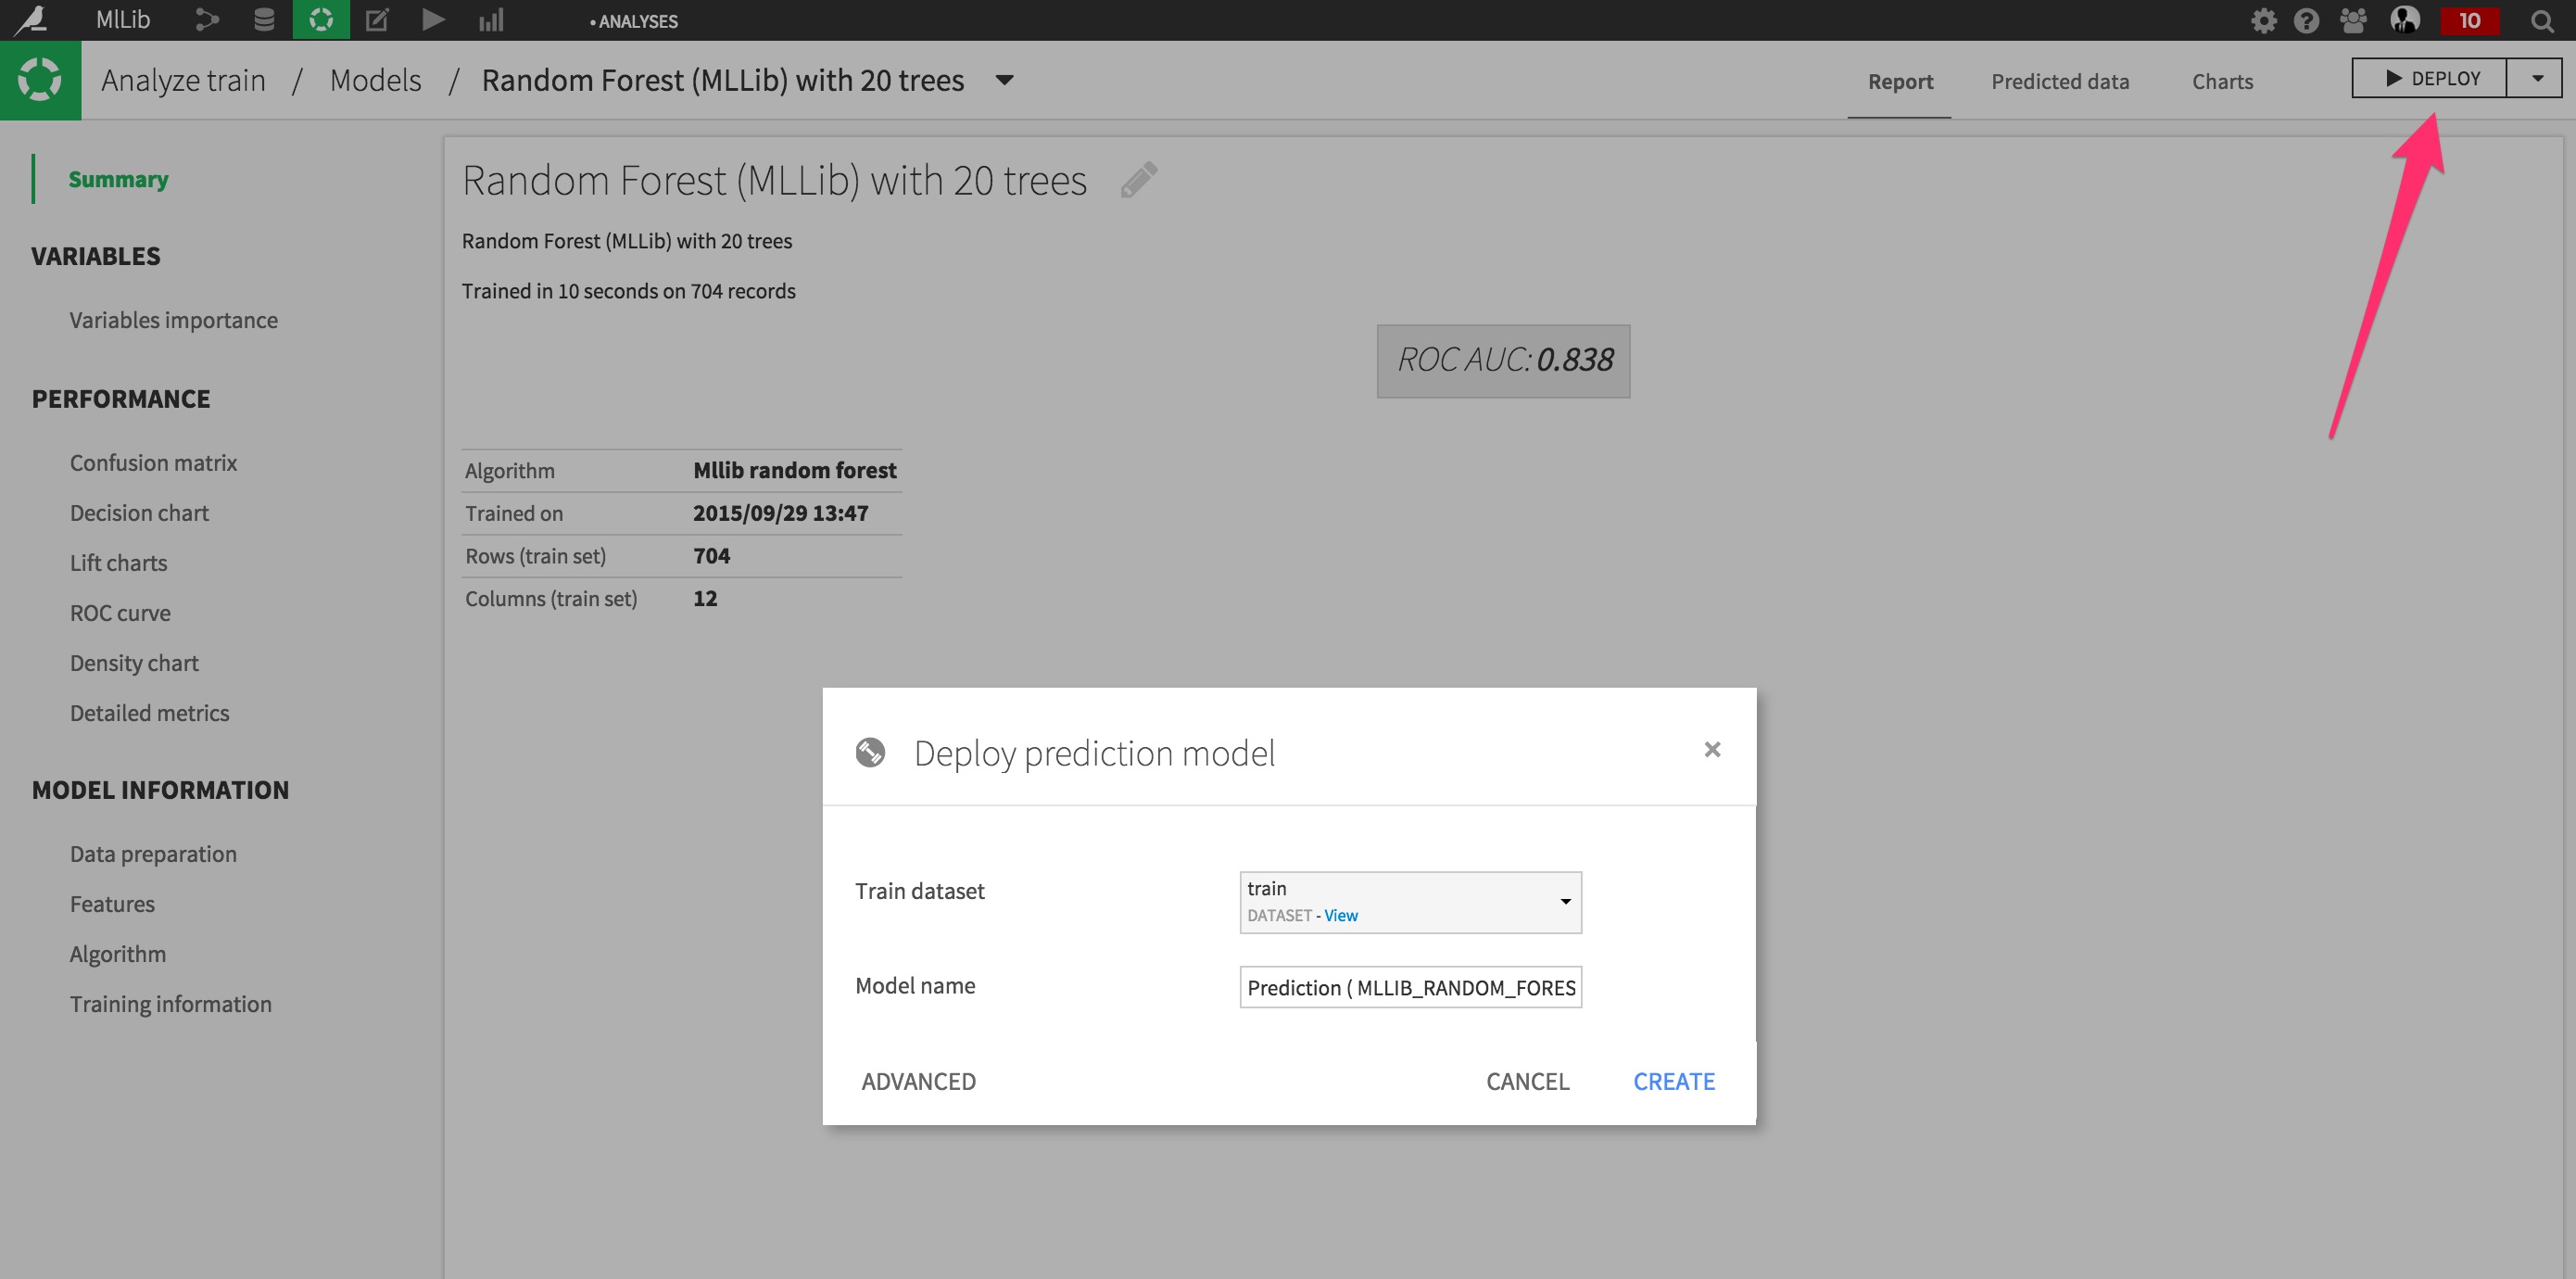 MlLib
• ANALYSES
10
Analyze train / Models / Random Forest (MLLib) with 20 trees
Report
Predicted data
Charts
DEPLOY
Summary
VARIABLES
Variables importance
PERFORMANCE
Confusion matrix
Decision chart
Lift charts
ROC curve
Density chart
Detailed metrics
MODEL INFORMATION
Data preparation
Features
Algorithm
Training information
Random Forest (MLLib) with 20 trees
Random Forest (MLLib) with 20 trees
Trained in 10 seconds on 704 records
ROC AUC: 0.838
Algorithm Mllib random forest
Trained on 2015/09/29 13:47
Rows (train set) 704
Columns (train set) 12
Deploy prediction model
×
Train dataset
train
DATASET - View
Model name
Prediction ( MLLIB_RANDOM_FORES
ADVANCED
CANCEL
CREATE